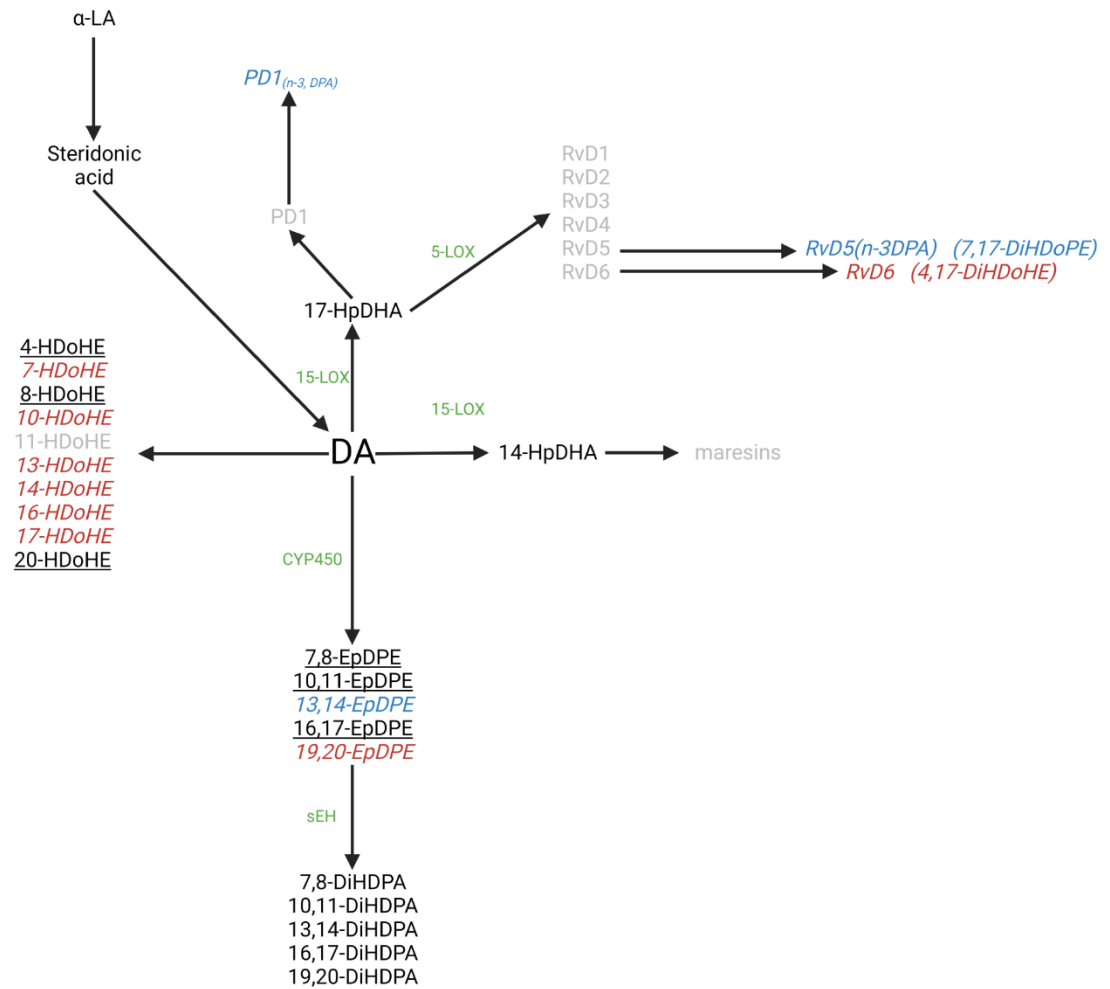 α-LA
Steridonic
acid
PD1(n-3, DPA)
PD1
RvD1
RvD2
RvD3
RvD4
RvD5
RvD6
RvD5(n-3DPA) (7,17-DiHDoPE)
RvD6 (4,17-DiHDoHE)
5-LOX
17-HpDHA
15-LOX
15-LOX
4-HDoHE
7-HDoHE
8-HDoHE
10-HDoHE
11-HDoHE
13-HDoHE
14-HDoHE
16-HDoHE
17-HDoHE
20-HDoHE
DA
14-HpDHA
maresins
CYP450
7,8-EpDPE
10,11-EpDPE
13,14-EpDPE
16,17-EpDPE
19,20-EpDPE
sEH
7,8-DiHDPA
10,11-DiHDPA
13,14-DiHDPA
16,17-DiHDPA
19,20-DiHDPA